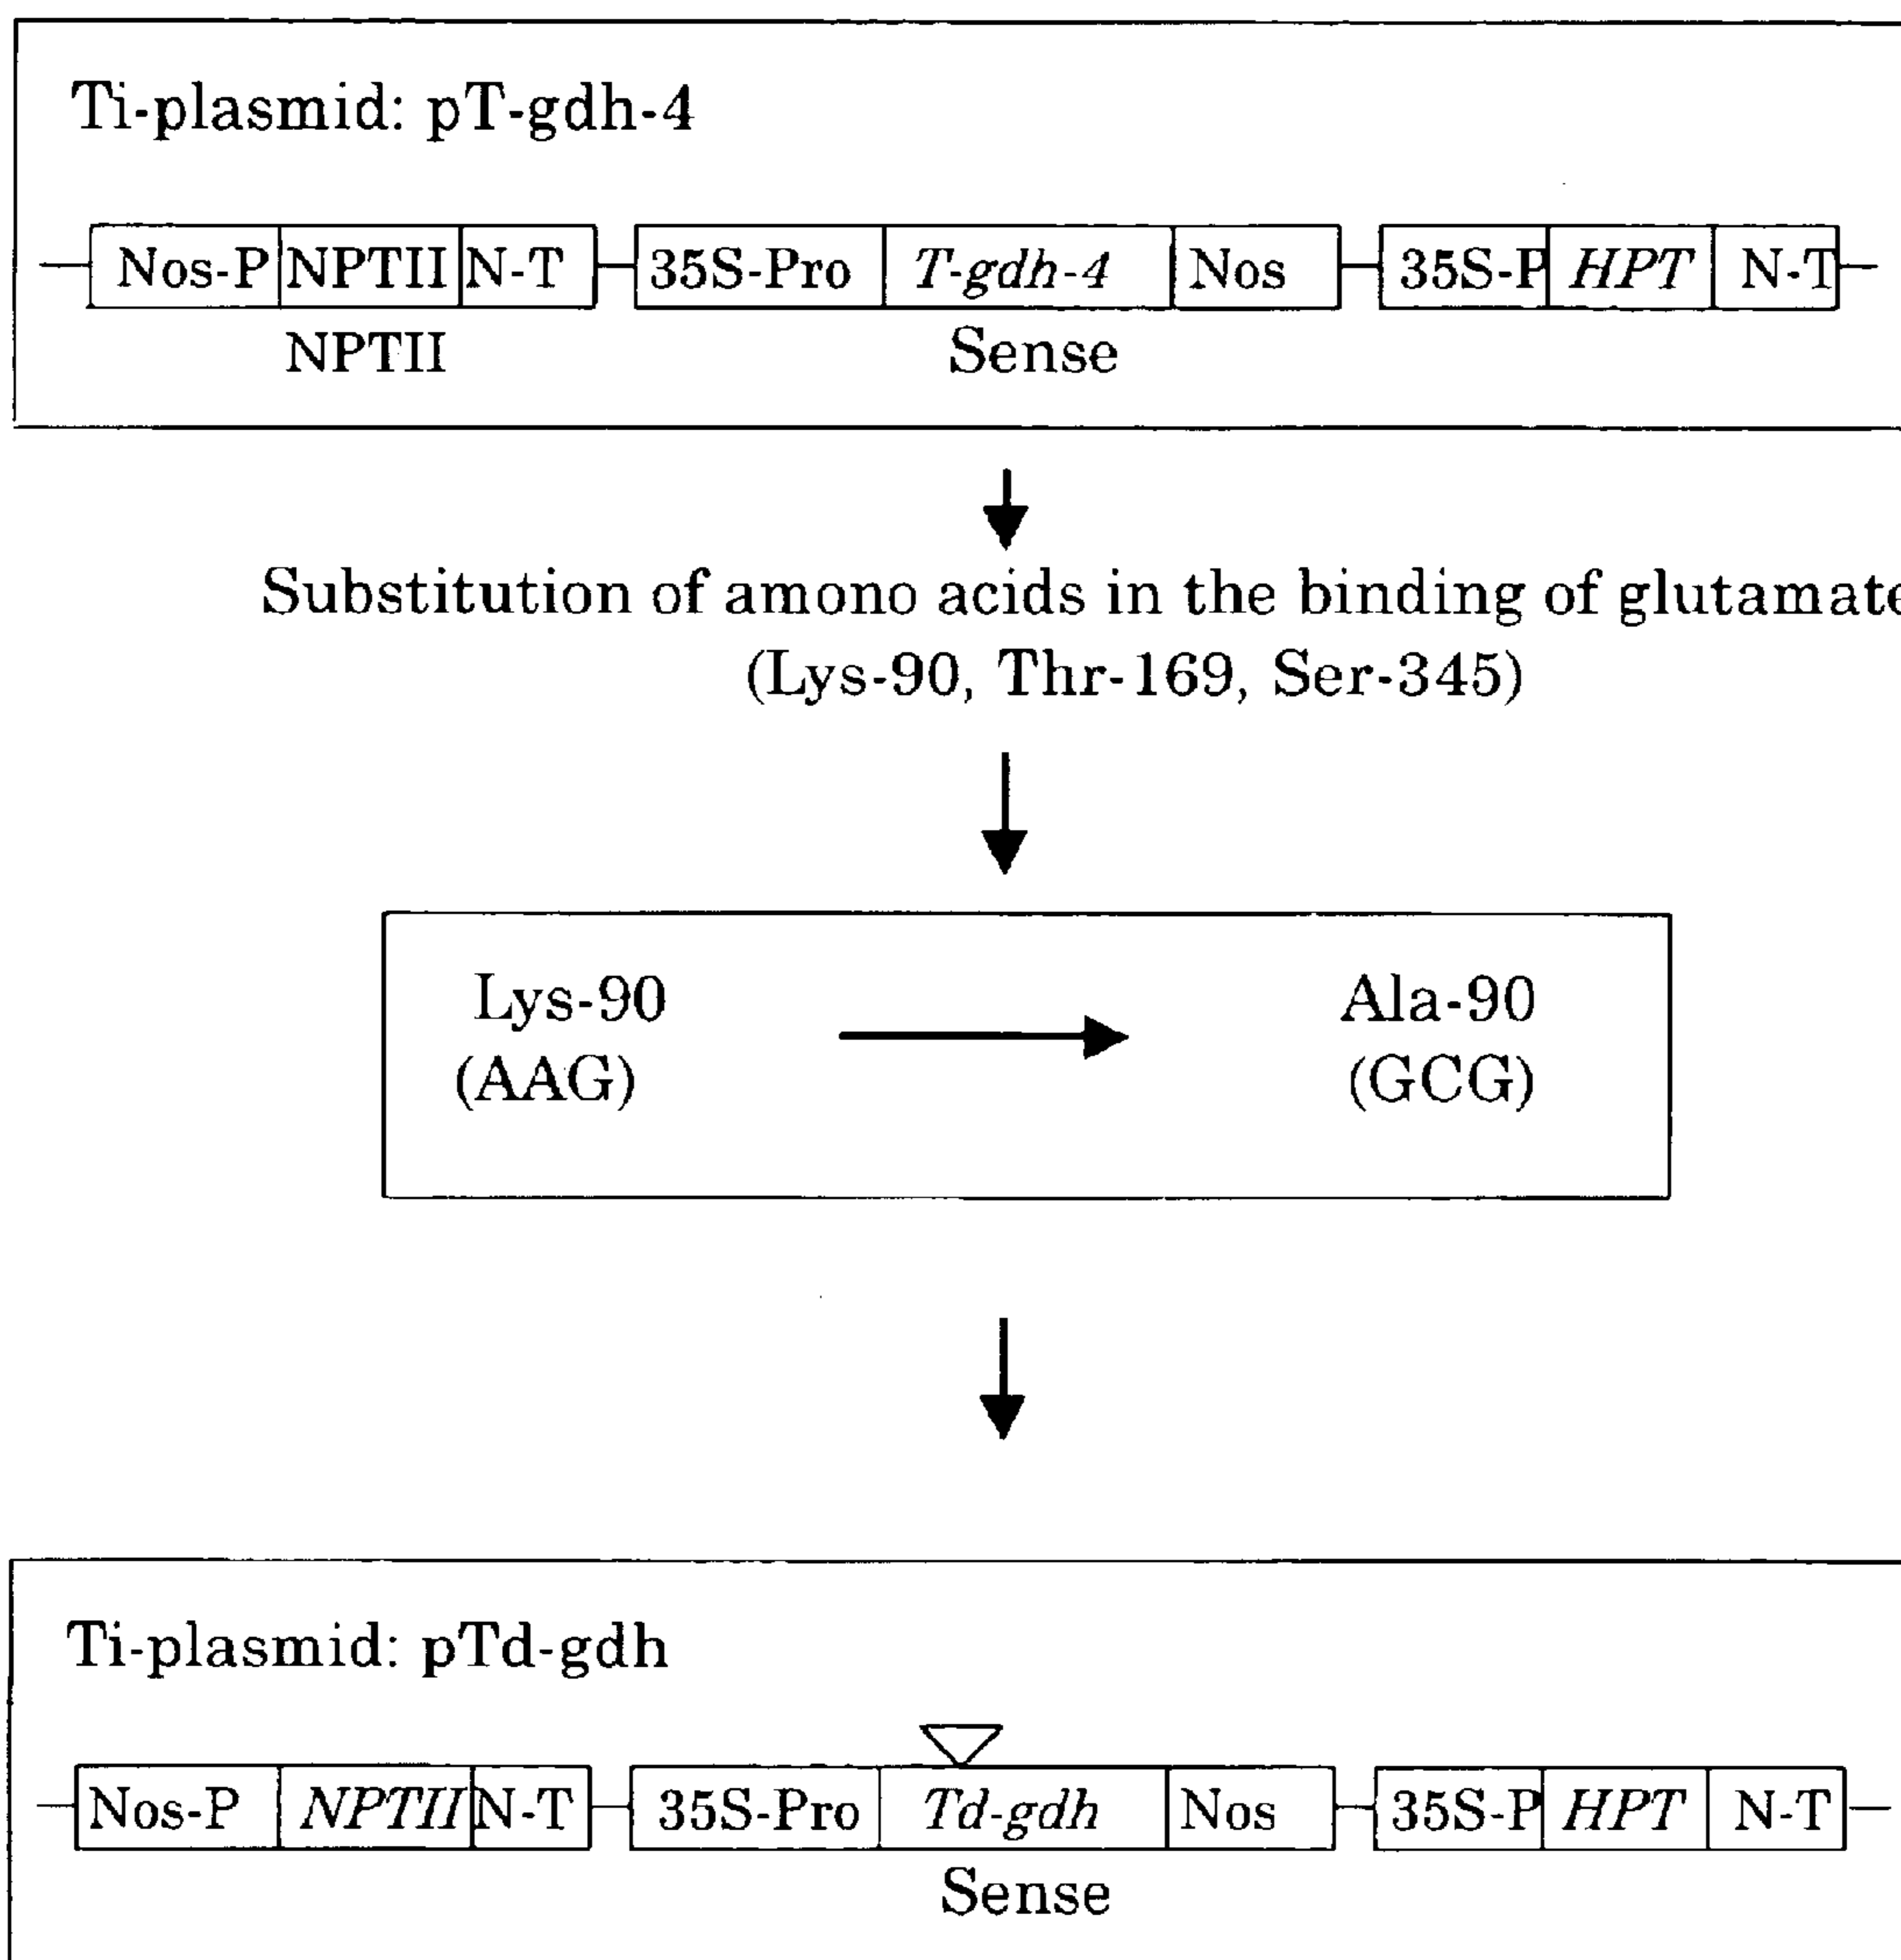 Ti-plasmid: pT-gdh-4
Nos-P NPTII N-T 35S-Pro T-gdh-4 Nos 35S-P HPT N-T
NPTII Sense
Substitution of amono acids in the binding of glutamate
(Lys-90, Thr-169, Ser-345)
Lys-90 Ala-90
(AAG) (GCG)
Ti-plasmid: pTd-gdh
Nos-P NPTII N-T 35S-Pro Td-gdh Nos 35S-P HPT N-T
Sense